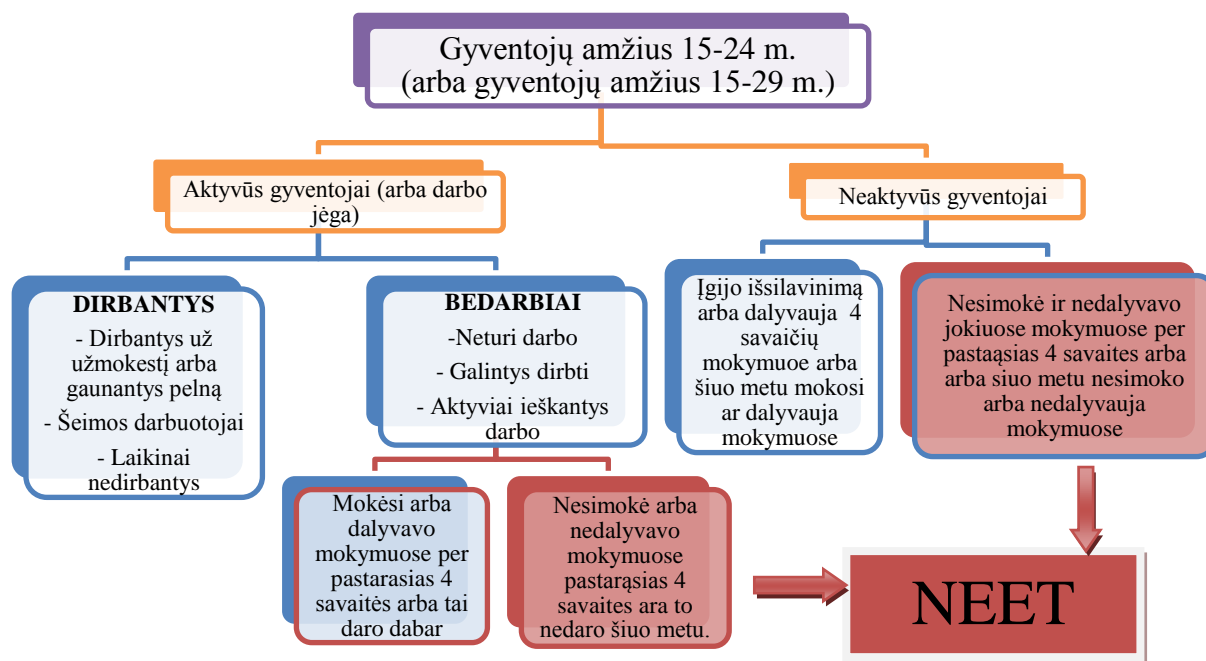 Gyventojų amžius 15-24 m.
(arba gyventojų amžius 15-29 m.)
Aktyvūs gyventojai (arba darbo
jėga)
Neaktyvūs gyventojai
DIRBANTYS
- Dirbantys už
užmokestį arba
gaunantys pelną
- Šeimos darbuotojai
- Laikinai
nedirbantys
BEDARBIAI
-Neturi darbo
- Galintys dirbti
- Aktyviai ieškantys
darbo
Įgijo išsilavinimą
arba dalyvauja 4
savaičių
mokymuoe arba
šiuo metu mokosi
ar dalyvauja
mokymuose
Nesimokė ir nedalyvavo
jokiuose mokymuose per
pastaąsias 4 savaites arba
arba siuo metu nesimoko
arba nedalyvauja
mokymuose
Mokėsi arba
dalyvavo
mokymuose per
pastarasias 4
savaitės arba tai
daro dabar
Nesimokė arba
nedalyvavo
mokymuose
pastarąsias 4
savaites ara to
nedaro šiuo metu.
NEET